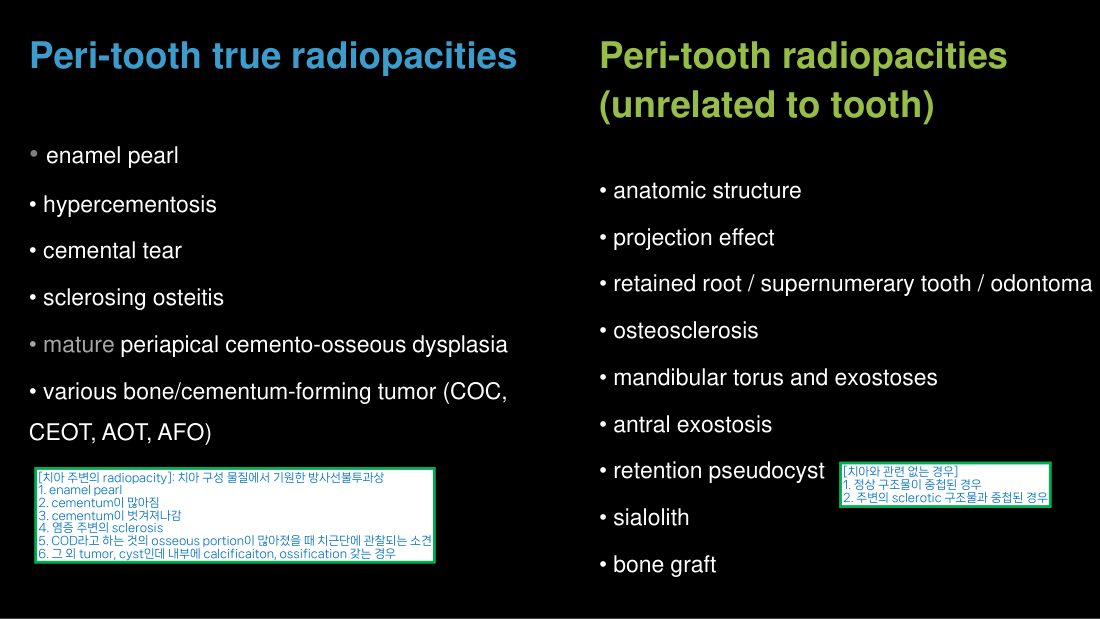 Peri-tooth true radiopacities
• enamel pearl
• hypercementosis
• cemental tear
• sclerosing osteitis
• mature periapical cemento-osseous dysplasia
• various bone/cementum-forming tumor (COC,
CEOT, AOT, AFO)
[치아 주변의 radiopacity]: 치아 구성 물질에서 기원한 방사선불투과상
1. enamel pearl
2. cementum이 많아짐
3. cementum이 벗겨져나감
4. 염증 주변의 sclerosis
5. COD라고 하는 것의 osseous portion이 많아졌을 때 치근단에 관찰되는 소견
6. 그 외 tumor, cyst인데 내부에 calcificaiton, ossification 갖는 경우
Peri-tooth radiopacities
(unrelated to tooth)
• anatomic structure
• projection effect
• retained root / supernumerary tooth / odontoma
• osteosclerosis
• mandibular torus and exostoses
• antral exostosis
• retention pseudocyst
[치아와 관련 없는 경우]
1. 정상 구조물이 중첩된 경우
2. 주변의 sclerotic 구조물과 중첩된 경우
• sialolith
• bone graft